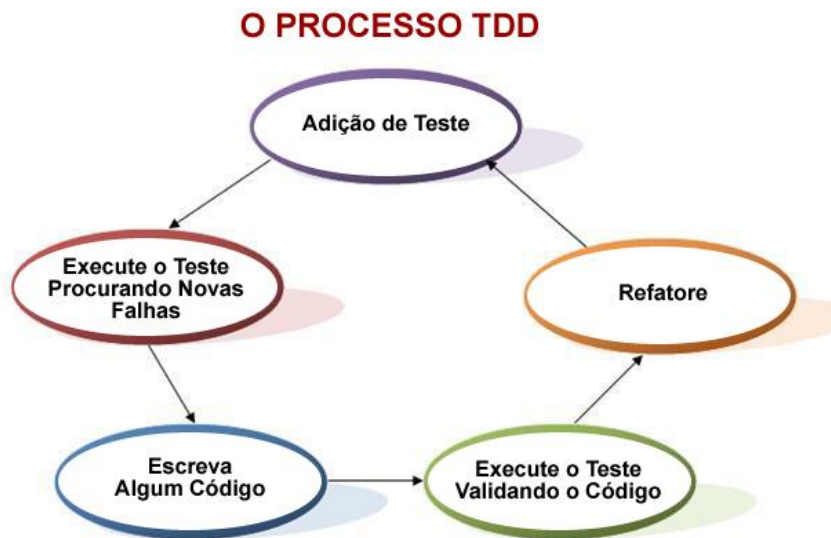 O PROCESSO TDD
Adição de Teste
Execute o Teste
Procurando Novas
Falhas
Refatore
Escreva
Algum Código
Execute o Teste
Validando o Código